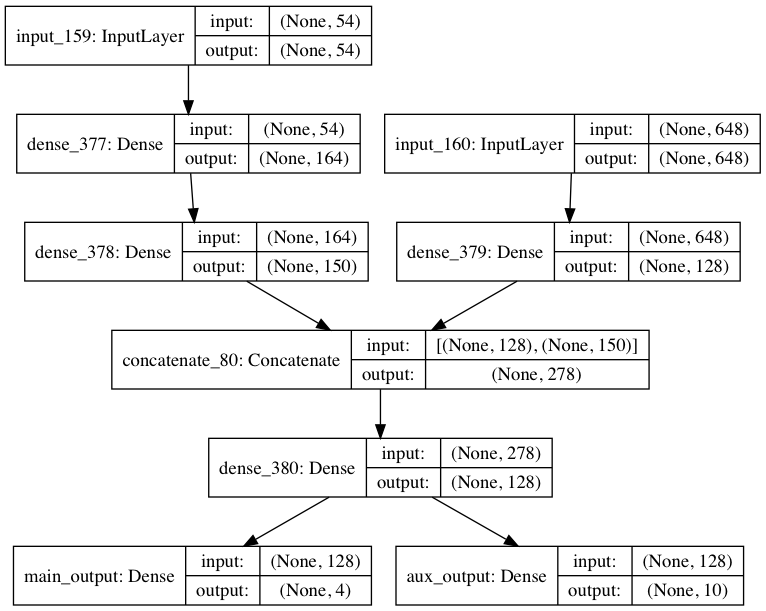 input_159: InputLayer
input: (None, 54)
output: (None, 54)
dense_377: Dense
input: (None, 54)
output: (None, 164)
input_160: InputLayer
input: (None, 648)
output: (None, 648)
dense_378: Dense
input: (None, 164)
output: (None, 150)
dense_379: Dense
input: (None, 648)
output: (None, 128)
concatenate_80: Concatenate
input: [(None, 128), (None, 150)]
output: (None, 278)
dense_380: Dense
input: (None, 278)
output: (None, 128)
main_output: Dense
input: (None, 128)
output: (None, 4)
aux_output: Dense
input: (None, 128)
output: (None, 10)